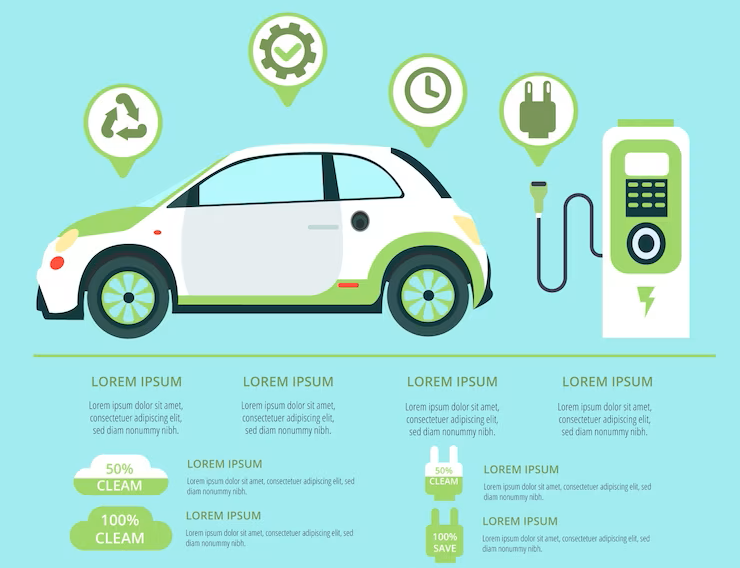 LOREM IPSUM
Lorem ipsum dolor sit amet,
consectetuer adipiscing elit,
sed diam nonummy nibh.
LOREM IPSUM
Lorem ipsum dolor sit amet,
consectetuer adipiscing elit,
sed diam nonummy nibh.
LOREM IPSUM
Lorem ipsum dolor sit amet,
consectetuer adipiscing elit,
sed diam nonummy nibh.
LOREM IPSUM
Lorem ipsum dolor sit amet,
consectetuer adipiscing elit,
sed diam nonummy nibh.
50%
CLEAM
LOREM IPSUM
Lorem ipsum dolor sit amet, consectetuer adipiscing elit, sed
diam nonummy nibh.
100%
CLEAM
LOREM IPSUM
Lorem ipsum dolor sit amet, consectetuer adipiscing elit, sed
diam nonummy nibh.
50%
CLEAM
LOREM IPSUM
Lorem ipsum dolor sit amet, consectetuer adipiscing elit, sed
diam nonummy nibh.
100%
SAVE
LOREM IPSUM
Lorem ipsum dolor sit amet, consectetuer adipiscing elit, sed
diam nonummy nibh.